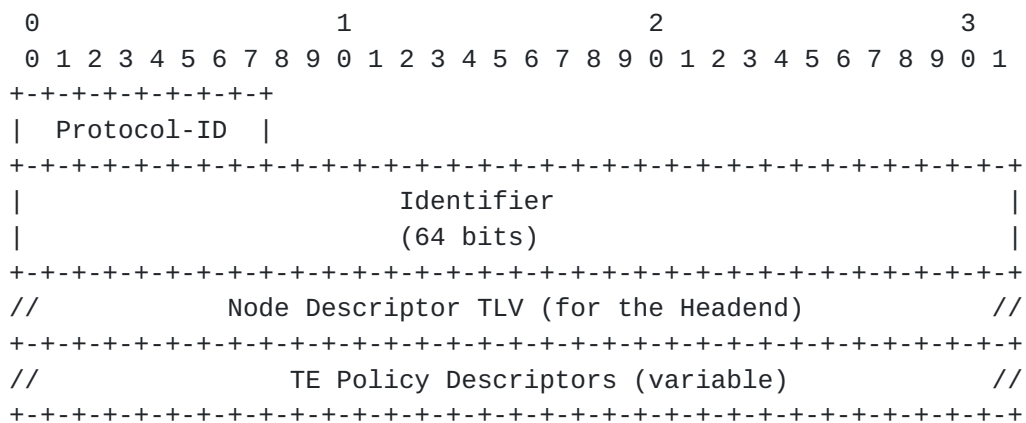 0                   1                   2                   3
 0 1 2 3 4 5 6 7 8 9 0 1 2 3 4 5 6 7 8 9 0 1 2 3 4 5 6 7 8 9 0 1
+-+-+-+-+-+-+-+-+
|  Protocol-ID  |
+-+-+-+-+-+-+-+-+-+-+-+-+-+-+-+-+-+-+-+-+-+-+-+-+-+-+-+-+-+-+-+-+
|                        Identifier                             |
|                        (64 bits)                              |
+-+-+-+-+-+-+-+-+-+-+-+-+-+-+-+-+-+-+-+-+-+-+-+-+-+-+-+-+-+-+-+-+
//            Node Descriptor TLV (for the Headend)            //
+-+-+-+-+-+-+-+-+-+-+-+-+-+-+-+-+-+-+-+-+-+-+-+-+-+-+-+-+-+-+-+-+
//                TE Policy Descriptors (variable)             //
+-+-+-+-+-+-+-+-+-+-+-+-+-+-+-+-+-+-+-+-+-+-+-+-+-+-+-+-+-+-+-+-+